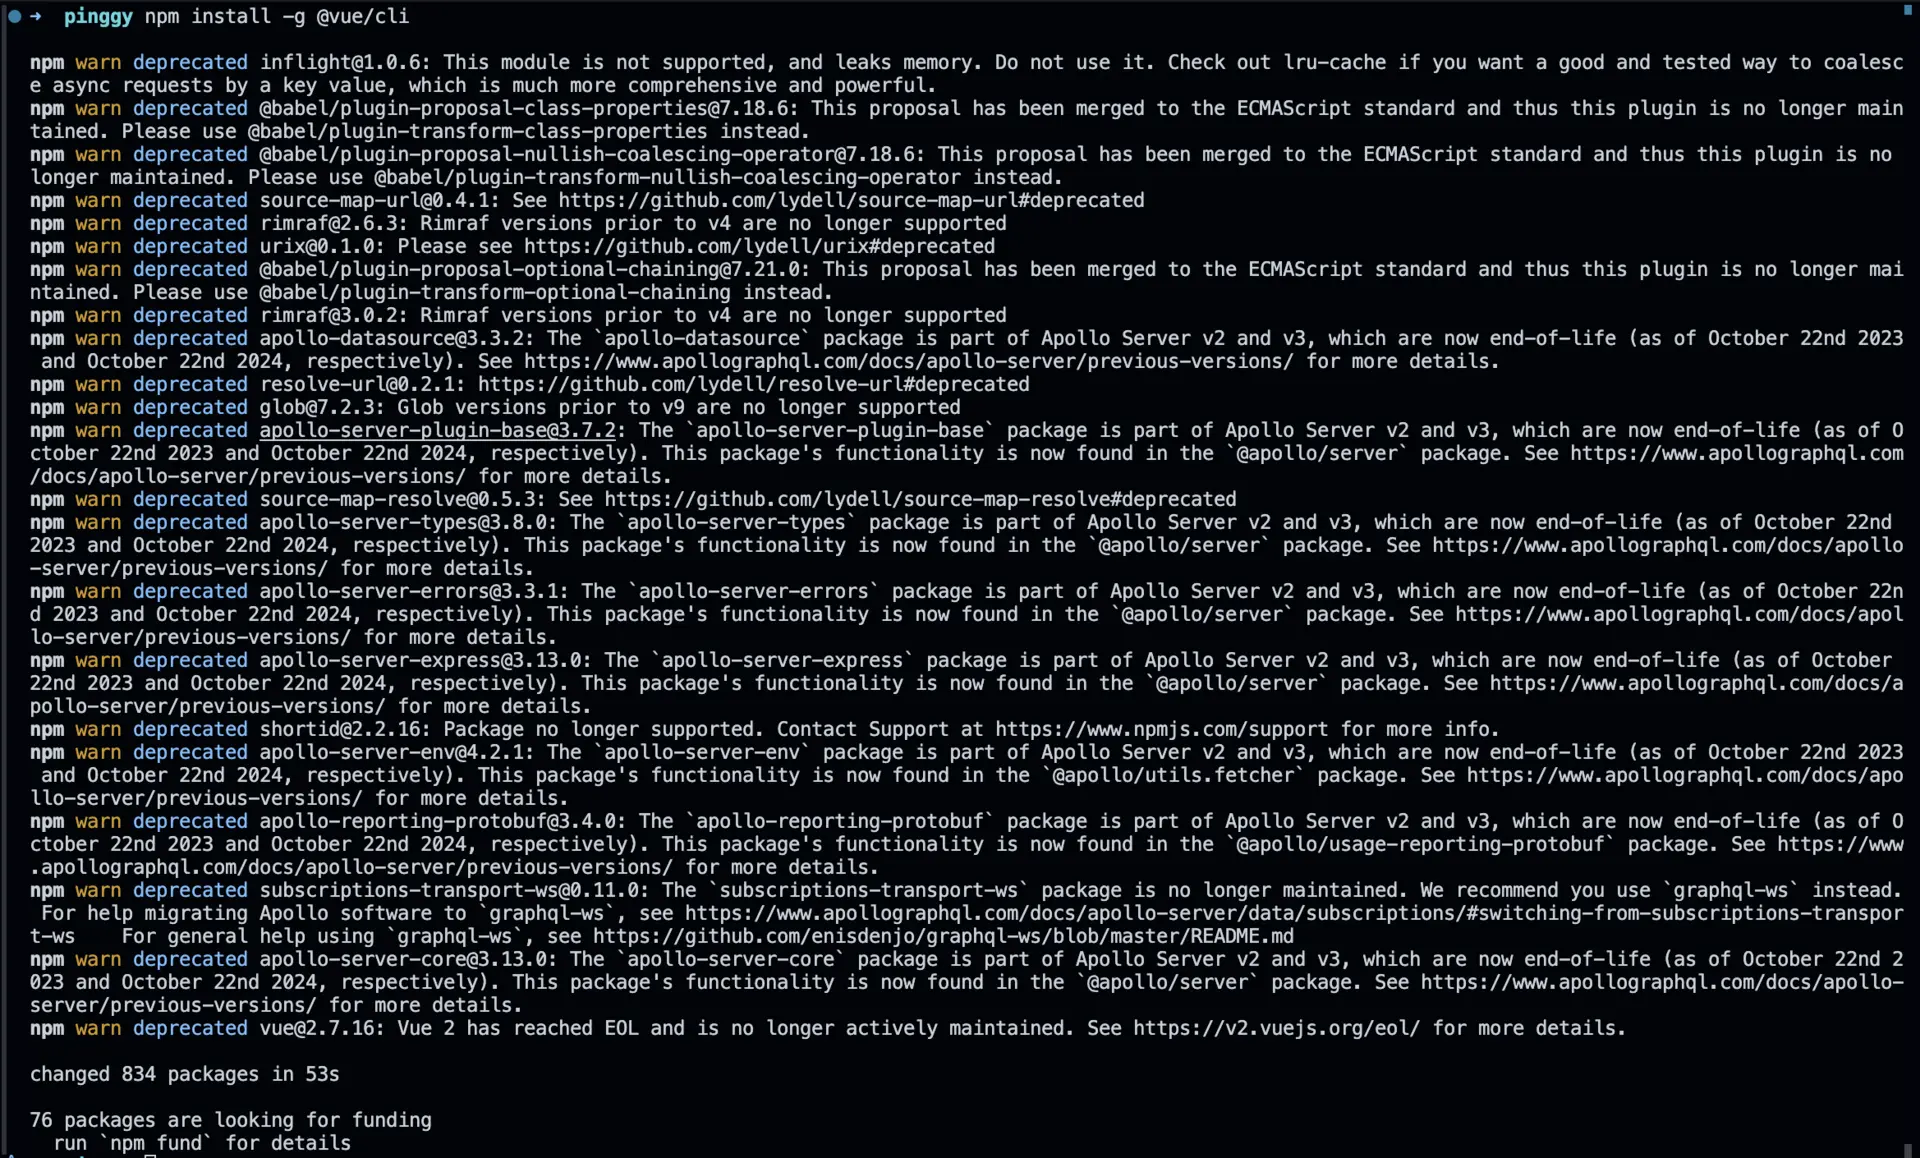 ➜  pinggy npm install -g @vue/cli
npm warn deprecated inflight@1.0.6: This module is not supported, and leaks memory. Do not use it. Check out lru-cache if you want a good and tested way to coalesc
e async requests by a key value, which is much more comprehensive and powerful.
npm warn deprecated @babel/plugin-proposal-class-properties@7.18.6: This proposal has been merged to the ECMAScript standard and thus this plugin is no longer main
tained. Please use @babel/plugin-transform-class-properties instead.
npm warn deprecated @babel/plugin-proposal-nullish-coalescing-operator@7.18.6: This proposal has been merged to the ECMAScript standard and thus this plugin is no
longer maintained. Please use @babel/plugin-transform-nullish-coalescing-operator instead.
npm warn deprecated source-map-url@0.4.1: See https://github.com/lydell/source-map-url#deprecated
npm warn deprecated rimraf@2.6.3: Rimraf versions prior to v4 are no longer supported
npm warn deprecated urix@0.1.0: Please see https://github.com/lydell/urix#deprecated
npm warn deprecated @babel/plugin-proposal-optional-chaining@7.21.0: This proposal has been merged to the ECMAScript standard and thus this plugin is no longer mai
ntained. Please use @babel/plugin-transform-optional-chaining instead.
npm warn deprecated rimraf@3.0.2: Rimraf versions prior to v4 are no longer supported
npm warn deprecated apollo-datasource@3.3.2: The `apollo-datasource` package is part of Apollo Server v2 and v3, which are now end-of-life (as of October 22nd 2023
 and October 22nd 2024, respectively). See https://www.apollographql.com/docs/apollo-server/previous-versions/ for more details.
npm warn deprecated resolve-url@0.2.1: https://github.com/lydell/resolve-url#deprecated
npm warn deprecated glob@7.2.3: Glob versions prior to v9 are no longer supported
npm warn deprecated apollo-server-plugin-base@3.7.2: The `apollo-server-plugin-base` package is part of Apollo Server v2 and v3, which are now end-of-life (as of O
ctober 22nd 2023 and October 22nd 2024, respectively). This package's functionality is now found in the `@apollo/server` package. See https://www.apollographql.com
/docs/apollo-server/previous-versions/ for more details.
npm warn deprecated source-map-resolve@0.5.3: See https://github.com/lydell/source-map-resolve#deprecated
npm warn deprecated apollo-server-types@3.8.0: The `apollo-server-types` package is part of Apollo Server v2 and v3, which are now end-of-life (as of October 22nd
2023 and October 22nd 2024, respectively). This package's functionality is now found in the `@apollo/server` package. See https://www.apollographql.com/docs/apollo
-server/previous-versions/ for more details.
npm warn deprecated apollo-server-errors@3.3.1: The `apollo-server-errors` package is part of Apollo Server v2 and v3, which are now end-of-life (as of October 22n
d 2023 and October 22nd 2024, respectively). This package's functionality is now found in the `@apollo/server` package. See https://www.apollographql.com/docs/apol
lo-server/previous-versions/ for more details.
npm warn deprecated apollo-server-express@3.13.0: The `apollo-server-express` package is part of Apollo Server v2 and v3, which are now end-of-life (as of October
22nd 2023 and October 22nd 2024, respectively). This package's functionality is now found in the `@apollo/server` package. See https://www.apollographql.com/docs/a
pollo-server/previous-versions/ for more details.
npm warn deprecated shortid@2.2.16: Package no longer supported. Contact Support at https://www.npmjs.com/support for more info.
npm warn deprecated apollo-server-env@4.2.1: The `apollo-server-env` package is part of Apollo Server v2 and v3, which are now end-of-life (as of October 22nd 2023
 and October 22nd 2024, respectively). This package's functionality is now found in the `@apollo/utils.fetcher` package. See https://www.apollographql.com/docs/apo
llo-server/previous-versions/ for more details.
npm warn deprecated apollo-reporting-protobuf@3.4.0: The `apollo-reporting-protobuf` package is part of Apollo Server v2 and v3, which are now end-of-life (as of O
ctober 22nd 2023 and October 22nd 2024, respectively). This package's functionality is now found in the `@apollo/usage-reporting-protobuf` package. See https://www
.apollographql.com/docs/apollo-server/previous-versions/ for more details.
npm warn deprecated subscriptions-transport-ws@0.11.0: The `subscriptions-transport-ws` package is no longer maintained. We recommend you use `graphql-ws` instead.
 For help migrating Apollo software to `graphql-ws`, see https://www.apollographql.com/docs/apollo-server/data/subscriptions/#switching-from-subscriptions-transpor
t-ws    For general help using `graphql-ws`, see https://github.com/enisdenjo/graphql-ws/blob/master/README.md
npm warn deprecated apollo-server-core@3.13.0: The `apollo-server-core` package is part of Apollo Server v2 and v3, which are now end-of-life (as of October 22nd 2
023 and October 22nd 2024, respectively). This package's functionality is now found in the `@apollo/server` package. See https://www.apollographql.com/docs/apollo-
server/previous-versions/ for more details.
npm warn deprecated vue@2.7.16: Vue 2 has reached EOL and is no longer actively maintained. See https://v2.vuejs.org/eol/ for more details.
changed 834 packages in 53s
76 packages are looking for funding
  run `npm fund` for details